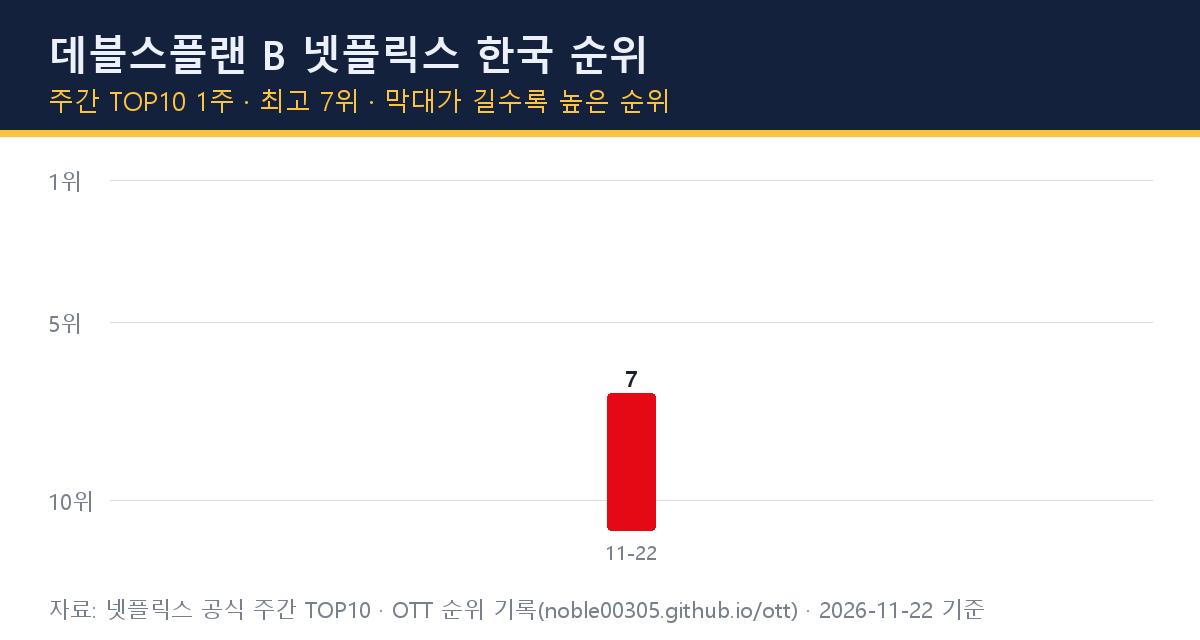 데블스플랜 B 넷플릭스 한국 순위
주간 TOP10 1주 · 최고 7위 · 막대가 길수록 높은 순위
1위
5위
7
10위
11-22
자료: 넷플릭스 공식 주간 TOP10 · OTT 순위 기록(noble00305.github.io/ott) · 2026-11-22 기준